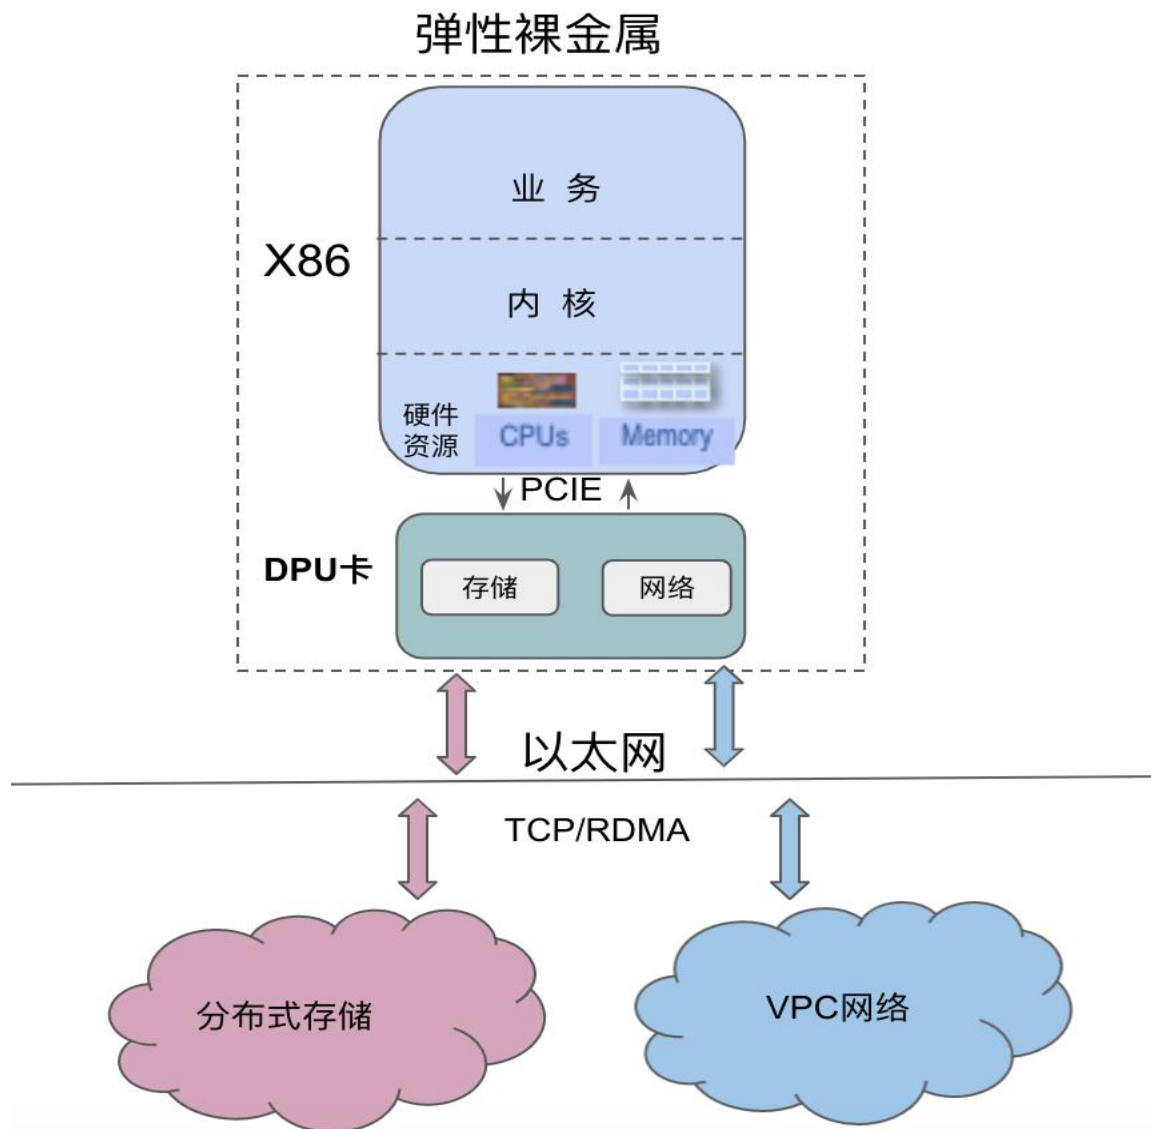 弹性裸金属
业 务
X86
内 核
硬件
资源
CPUs
Memory
PCIE
DPU卡
存储
网络
以太网
TCP/RDMA
分布式存储
VPC网络